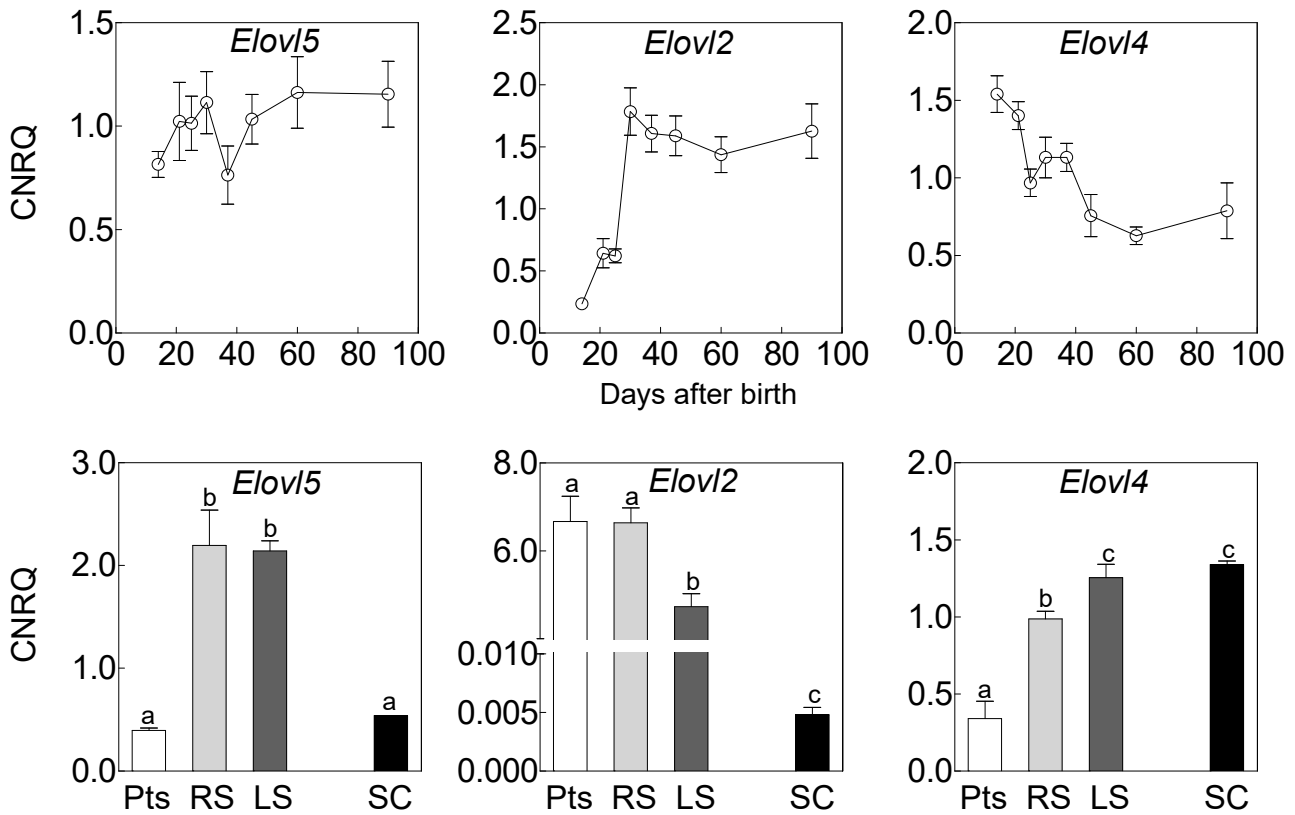 Elovl5
CNRQ
1.5
1.0
0.5
0.0
0 20 40 60 80 100
Elovl2
2.5
2.0
1.5
1.0
0.5
0.0
0 20 40 60 80 100
Days after birth
Elovl4
2.0
1.5
1.0
0.5
0.0
0 20 40 60 80 100
Elovl5
CNRQ
3.0
2.0
1.0
0.0
a b b a
Pts RS LS SC
Elovl2
8.0
6.0
0.010
0.005
0.000
a a b c
Pts RS LS SC
Elovl4
2.0
1.5
1.0
0.5
0.0
a b c c
Pts RS LS SC